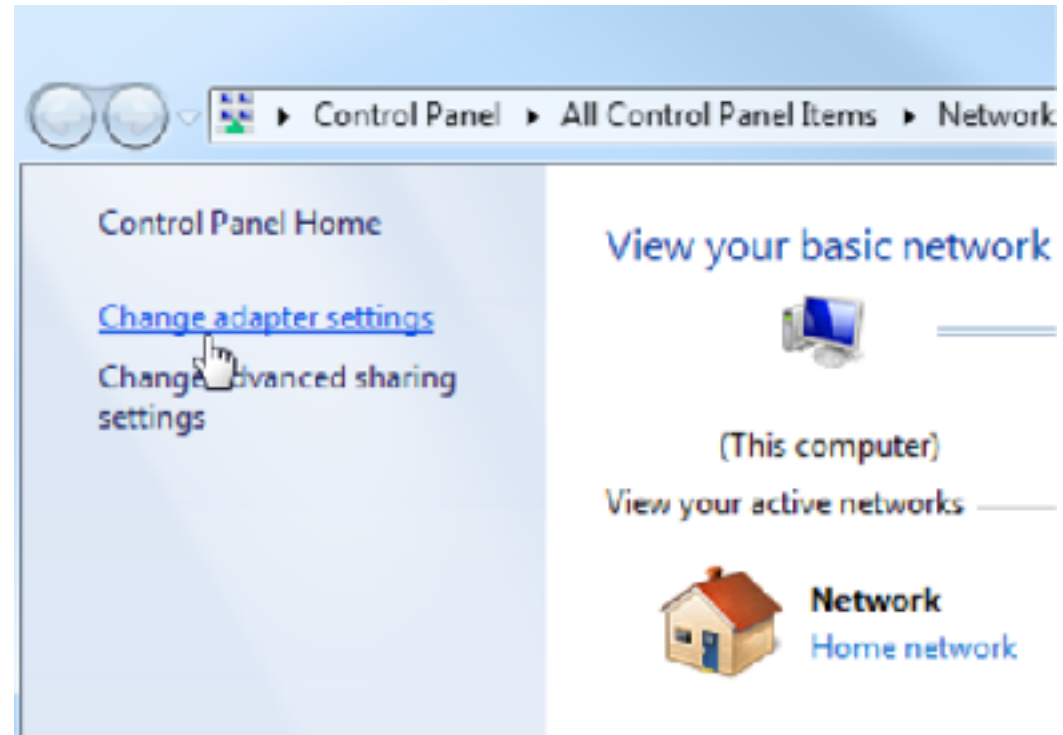 Control Panel ▸ All Control Panel Items ▸ Network
Control Panel Home
Change adapter settings
Change advanced sharing
settings
View your basic network
(This computer)
View your active networks
Network
Home network